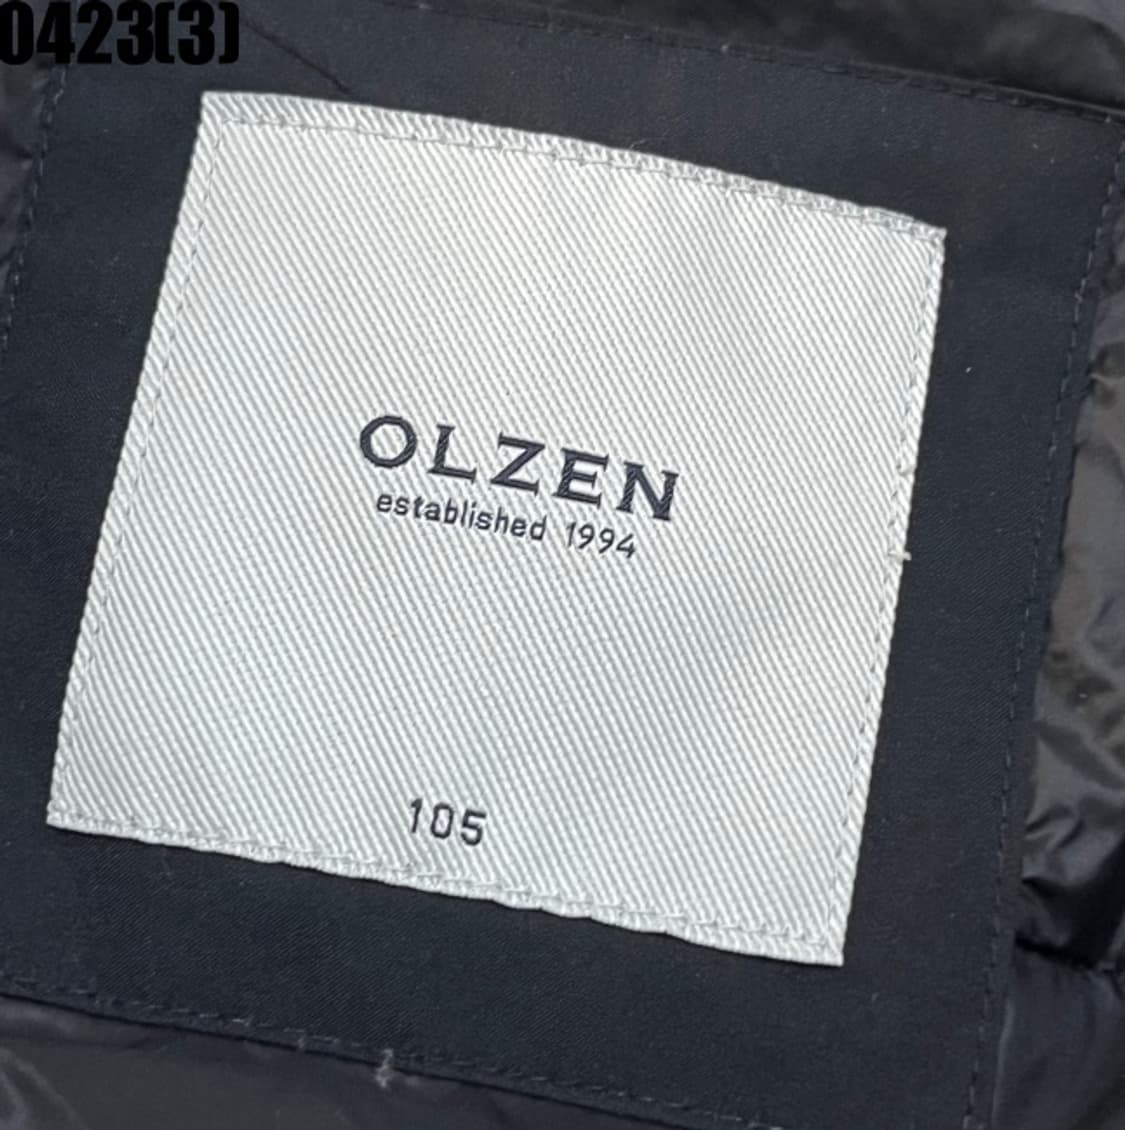 0423(3)
OLZEN
established 1994
105